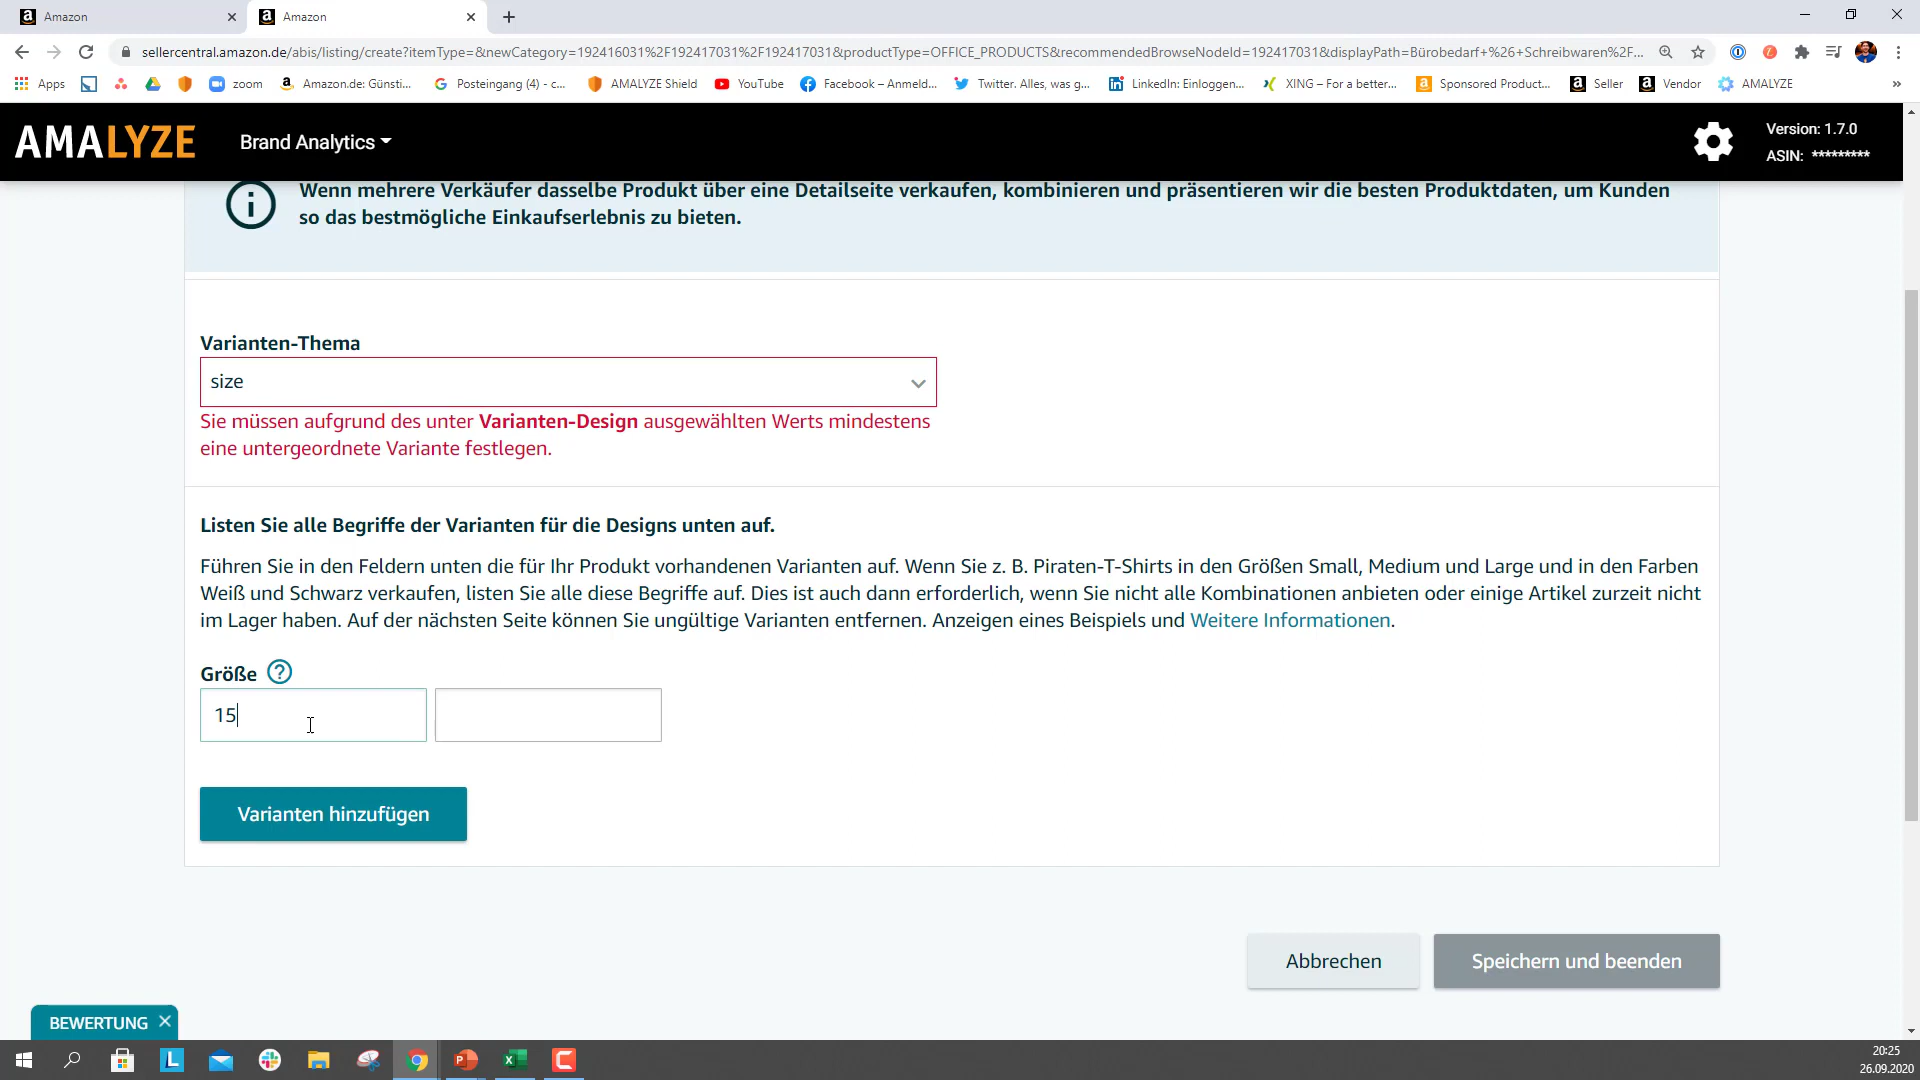 Amazon
Amazon
sellercentral.amazon.de/abis/listing/create?itemType=&newCategory=192416031%2F192417031%2F192417031&productType=OFFICE_PRODUCTS&recommendedBrowseNodeId=192417031&displayPath=Bürobedarf+%26+Schreibwaren%2F...
Apps
zoom
Amazon.de: Günsti...
Posteingang (4) - c...
AMALYZE Shield
YouTube
Facebook – Anmeld...
Twitter. Alles, was g...
LinkedIn: Einloggen...
XING – For a better...
Sponsored Product...
Seller
Vendor
AMALYZE
»
AMALYZE
Brand Analytics
Version: 1.7.0
ASIN: *********
Wenn mehrere Verkäufer dasselbe Produkt über eine Detailseite verkaufen, kombinieren und präsentieren wir die besten Produktdaten, um Kunden
so das bestmögliche Einkaufserlebnis zu bieten.
Varianten-Thema
size
Sie müssen aufgrund des unter Varianten-Design ausgewählten Werts mindestens
eine untergeordnete Variante festlegen.
Listen Sie alle Begriffe der Varianten für die Designs unten auf.
Führen Sie in den Feldern unten die für Ihr Produkt vorhandenen Varianten auf. Wenn Sie z. B. Piraten-T-Shirts in den Größen Small, Medium und Large und in den Farben
Weiß und Schwarz verkaufen, listen Sie alle diese Begriffe auf. Dies ist auch dann erforderlich, wenn Sie nicht alle Kombinationen anbieten oder einige Artikel zurzeit nicht
im Lager haben. Auf der nächsten Seite können Sie ungültige Varianten entfernen. Anzeigen eines Beispiels und Weitere Informationen.
Größe ?
15
Varianten hinzufügen
Abbrechen
Speichern und beenden
BEWERTUNG
20:25
26.09.2020